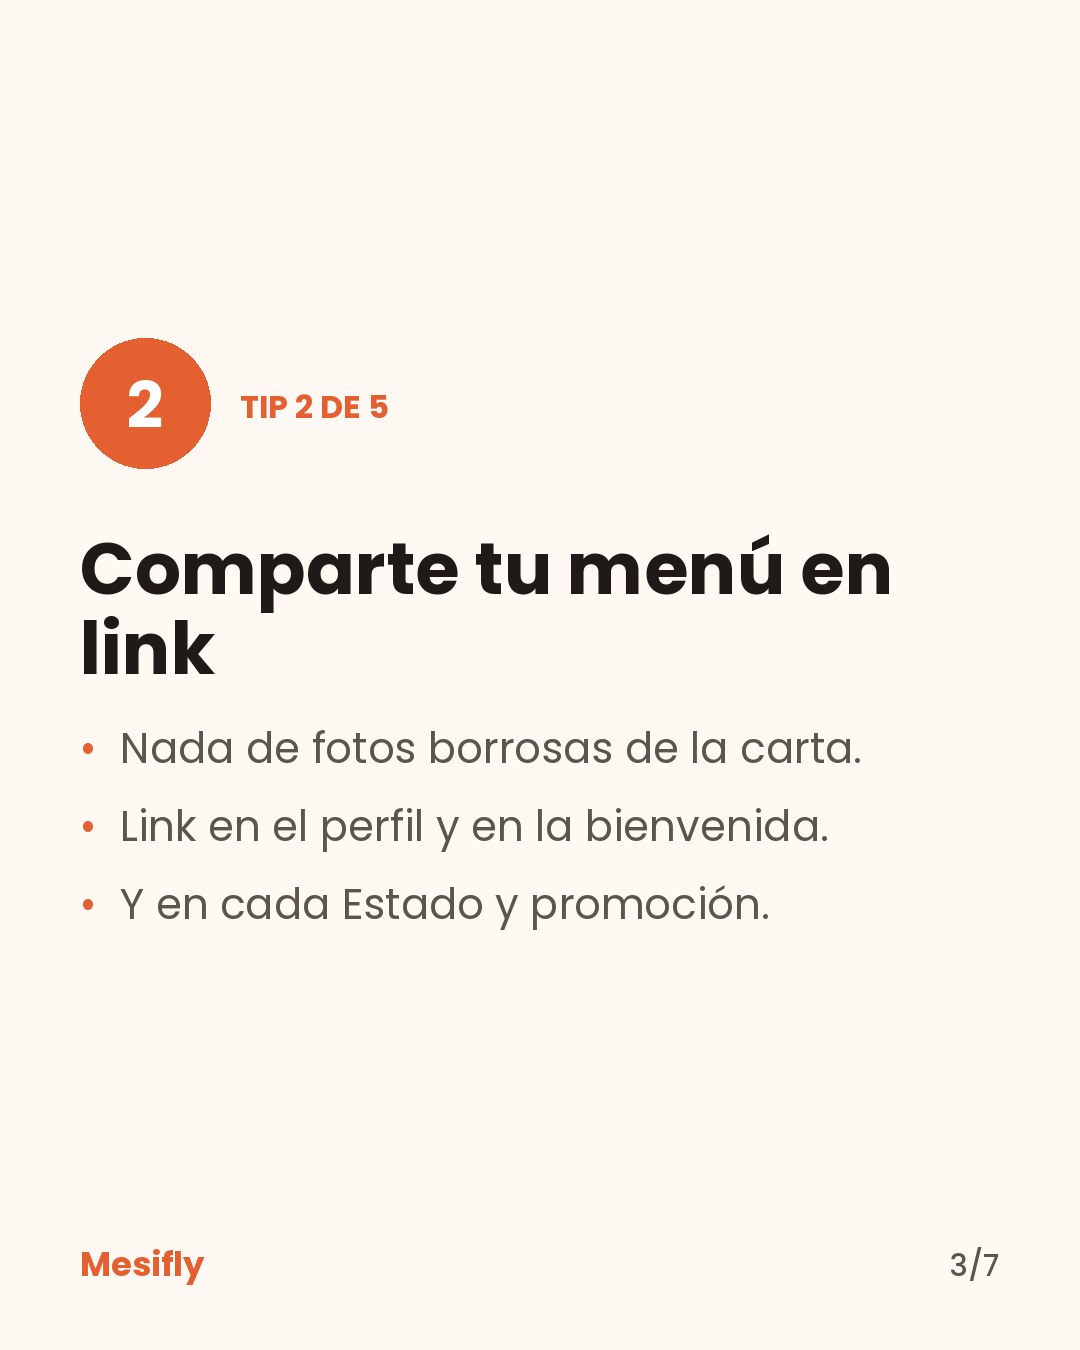 2
TIP 2 DE 5
Comparte tu menú en
link
• Nada de fotos borrosas de la carta.
• Link en el perfil y en la bienvenida.
• Y en cada Estado y promoción.
Mesifly
3/7